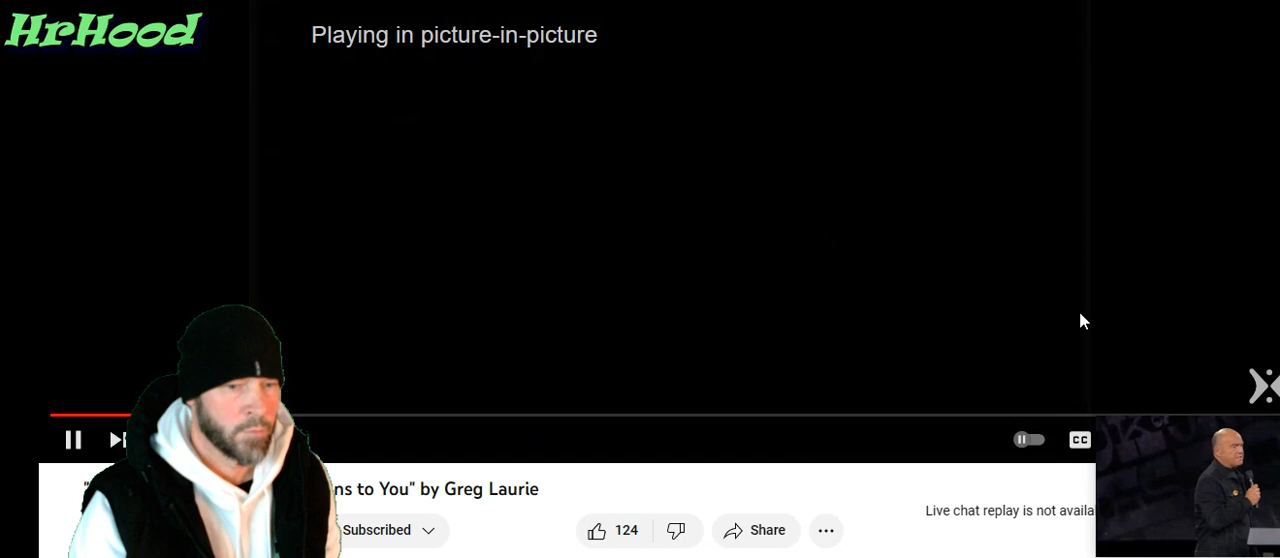 HrHood
Playing in picture-in-picture
CC
ns to You" by Greg Laurie
Live chat replay is not availa
Subscribed
124
Share